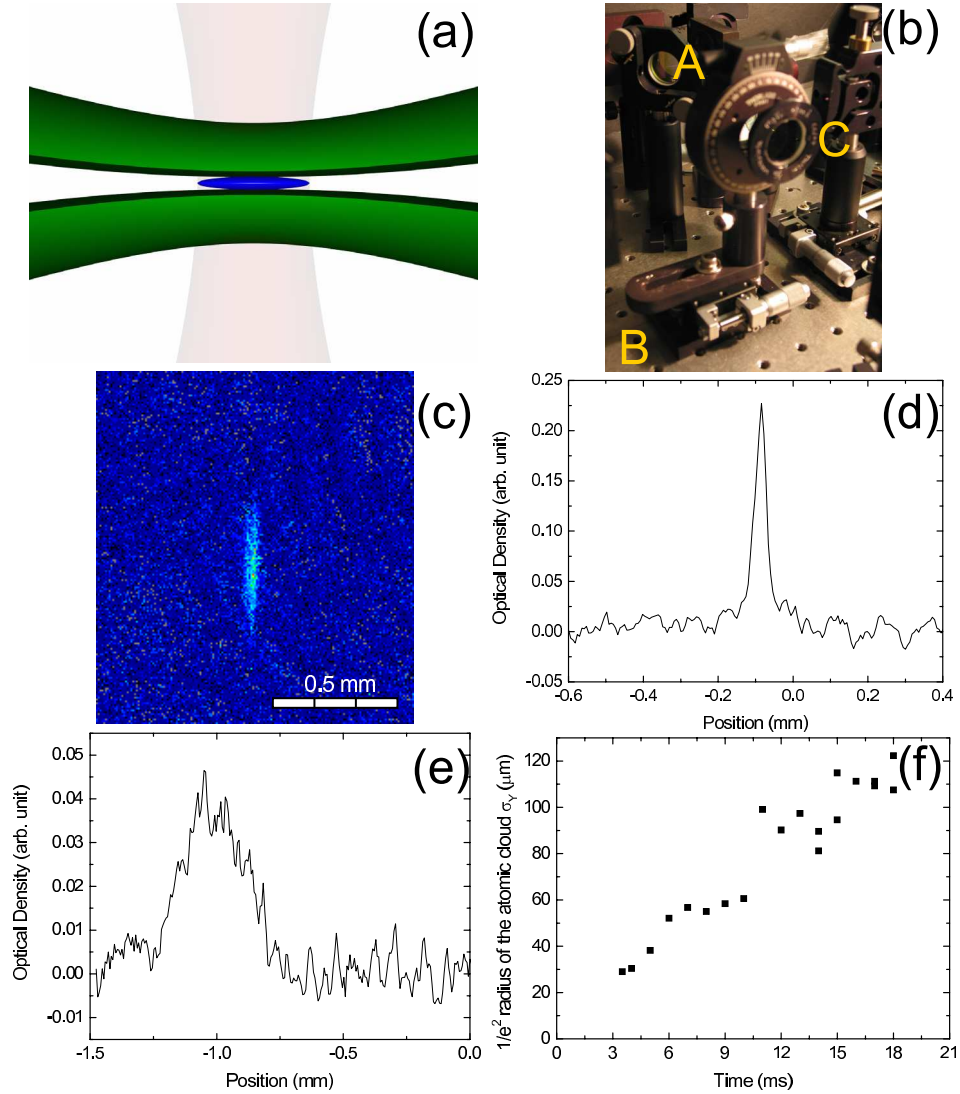 (a)
(b)
A
C
B
(c)
0.5 mm
(d)
Optical Density (arb. unit)
0.25
0.20
0.15
0.10
0.05
0.00
-0.05
-0.6
-0.4
-0.2
0.0
0.2
0.4
Position (mm)
(e)
Optical Density (arb. unit)
0.05
0.04
0.03
0.02
0.01
0.00
-0.01
-1.5
-1.0
-0.5
0.0
Position (mm)
(f)
1/e² radius of the atomic cloud σY (μm)
120
100
80
60
40
20
0
0
3
6
9
12
15
18
21
Time (ms)